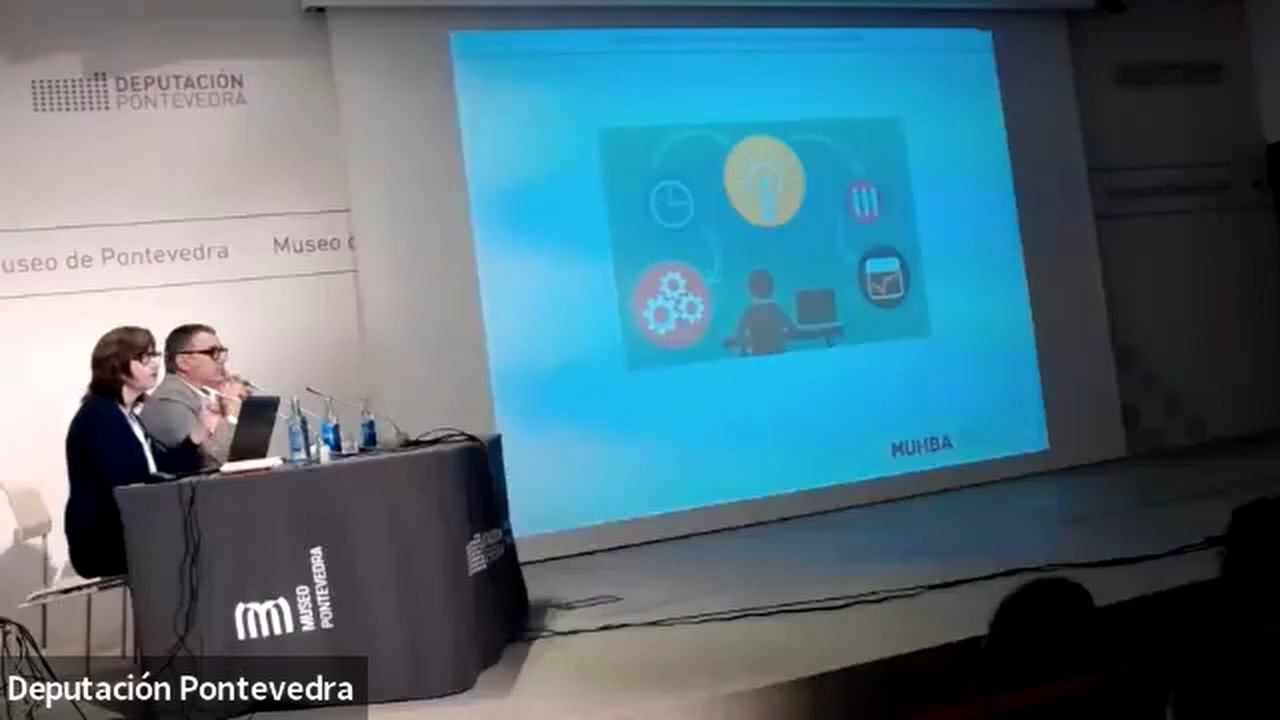 DEPUTACIÓN
PONTEVEDRA
useo de Pontevedra
Museo d
MUHBA
MUSEO
PONTEVEDRA
Deputación Pontevedra